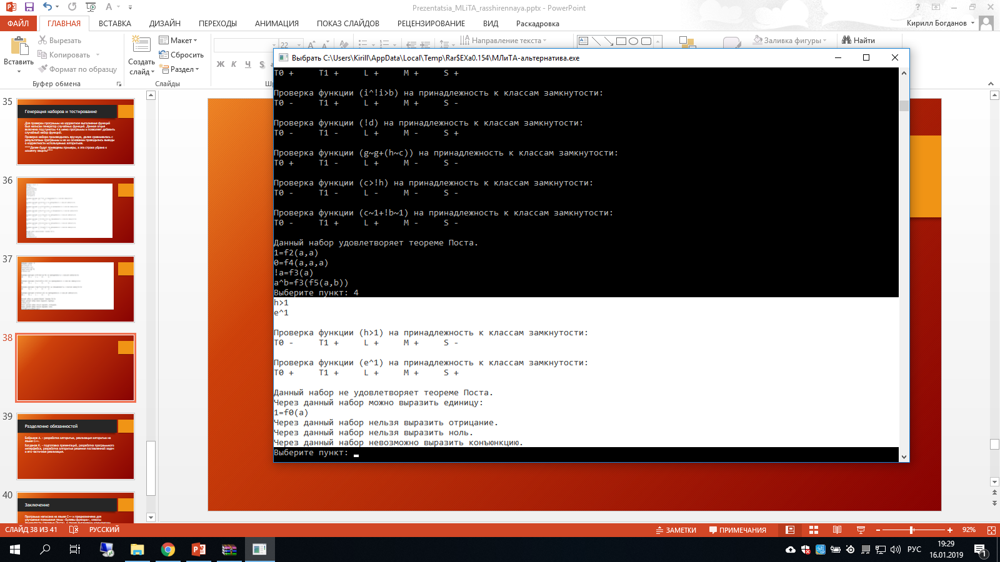 Prezentatsia_MLiTA_rasshirennaya.pptx - PowerPoint
ФАЙЛ ГЛАВНАЯ ВСТАВКА ДИЗАЙН ПЕРЕХОДЫ АНИМАЦИЯ ПОКАЗ СЛАЙДОВ РЕЦЕНЗИРОВАНИЕ ВИД Раскадровка
Кирилл Богданов
Вставить
Вырезать
Копировать
Формат по образцу
Буфер обмена
Создать слайд
Макет
Сбросить
Раздел
Слайды
22
Ж К Ч S
Направление текста
Заливка фигуры
Найти
Выбрать C:\Users\Kirill\AppData\Local\Temp\Rar$EXa0.154\МЛиТА-альтернатива.exe
T0 + T1 + L + M + S +
Проверка функции (i^!i>b) на принадлежность к классам замкнутости:
T0 - T1 + L + M + S -
Проверка функции (!d) на принадлежность к классам замкнутости:
T0 - T1 - L + M - S +
Проверка функции (g~g+(h~c)) на принадлежность к классам замкнутости:
T0 + T1 - L + M - S -
Проверка функции (c>!h) на принадлежность к классам замкнутости:
T0 - T1 - L - M - S -
Проверка функции (c~1+!b~1) на принадлежность к классам замкнутости:
T0 - T1 + L + M - S -
Данный набор удовлетворяет теореме Поста.
1=f2(a,a)
0=f4(a,a,a)
!a=f3(a)
a^b=f3(f5(a,b))
Выберите пункт: 4
h>1
e^1
Проверка функции (h>1) на принадлежность к классам замкнутости:
T0 - T1 + L + M + S -
Проверка функции (e^1) на принадлежность к классам замкнутости:
T0 + T1 + L + M + S +
Данный набор не удовлетворяет теореме Поста.
Через данный набор можно выразить единицу:
1=f0(a)
Через данный набор нельзя выразить отрицание.
Через данный набор нельзя выразить ноль.
Через данный набор невозможно выразить конъюнкцию.
Выберите пункт:
35
Генерация наборов и тестирование
36
37
38
39
Разделение обязанностей
40
Заключение
СЛАЙД 38 ИЗ 41 РУССКИЙ
ЗАМЕТКИ ПРИМЕЧАНИЯ 92%
РУС
19:29
16.01.2019
1